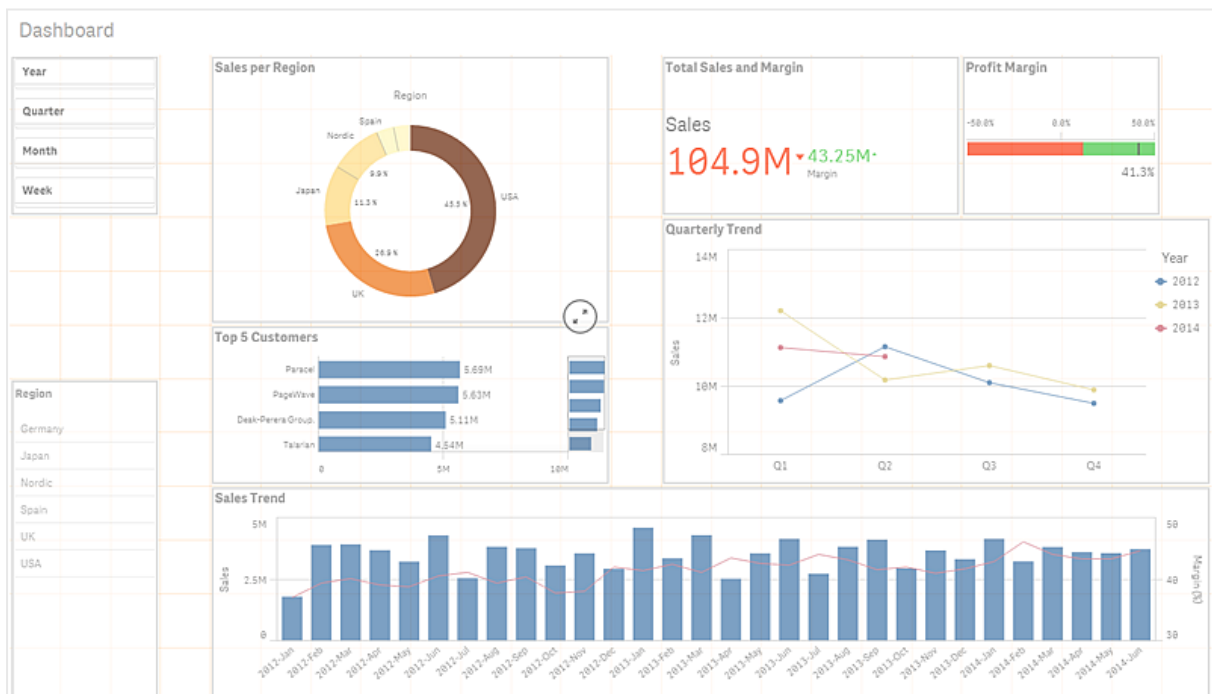 Dashboard
Year
Quarter
Month
Week
Region
Germany
Japan
Nordic
Spain
UK
USA
Sales per Region
Region
Spain
Nordic
9.9%
Japan
11.3%
45.5%
USA
26.9%
UK
Top 5 Customers
Paracel 5.69M
PageWave 5.63M
Desk-Perera Group. 5.11M
Talarian 4.54M
0 5M 10M
Total Sales and Margin
Sales
104.9M 43.25M
Margin
Profit Margin
-50.0% 0.0% 50.0%
41.3%
Quarterly Trend
14M
12M
10M
8M
Sales
Q1 Q2 Q3 Q4
Year
2012
2013
2014
Sales Trend
5M
2.5M
0
Sales
50
40
30
Margin (%)
2012-Jan 2012-Feb 2012-Mar 2012-Apr 2012-May 2012-Jun 2012-Jul 2012-Aug 2012-Sep 2012-Oct 2012-Nov 2012-Dec 2013-Jan 2013-Feb 2013-Mar 2013-Apr 2013-May 2013-Jun 2013-Jul 2013-Aug 2013-Sep 2013-Oct 2013-Nov 2013-Dec 2014-Jan 2014-Feb 2014-Mar 2014-Apr 2014-May 2014-Jun